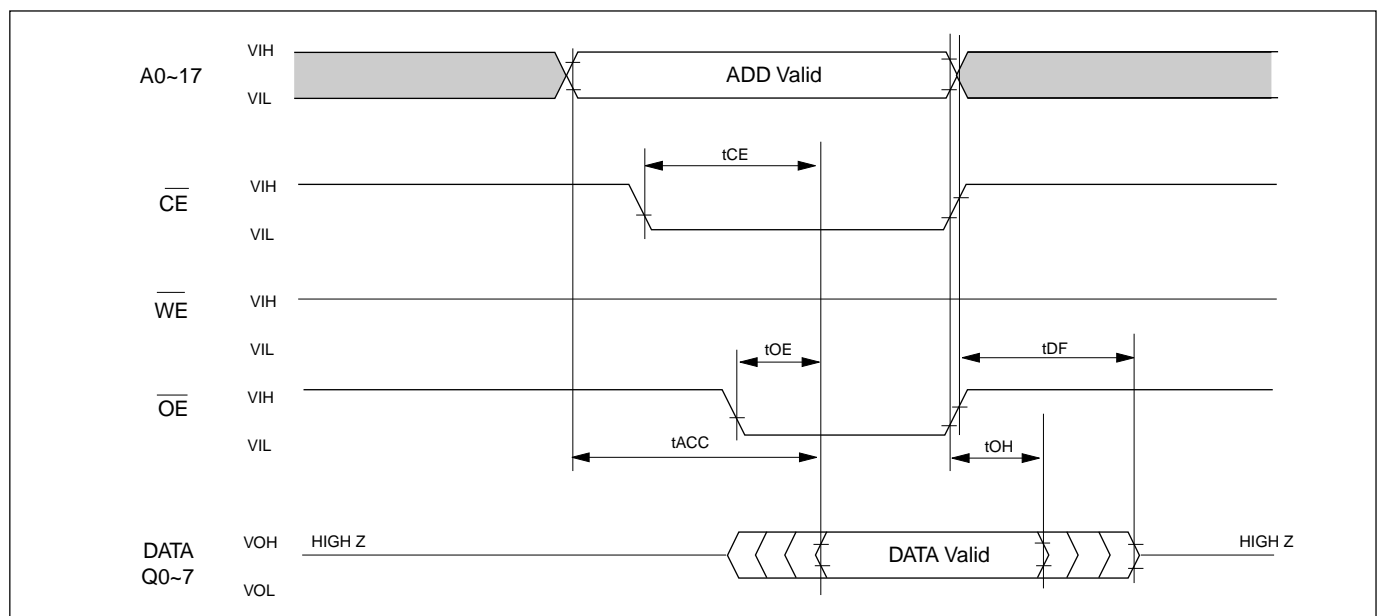 VIH
A0~17
ADD Valid
VIL
tCE
VIH
CE
VIL
VIH
WE
VIL
tOE
tDF
VIH
OE
VIL
tACC
tOH
VOH
HIGH Z
HIGH Z
DATA
DATA Valid
Q0~7
VOL